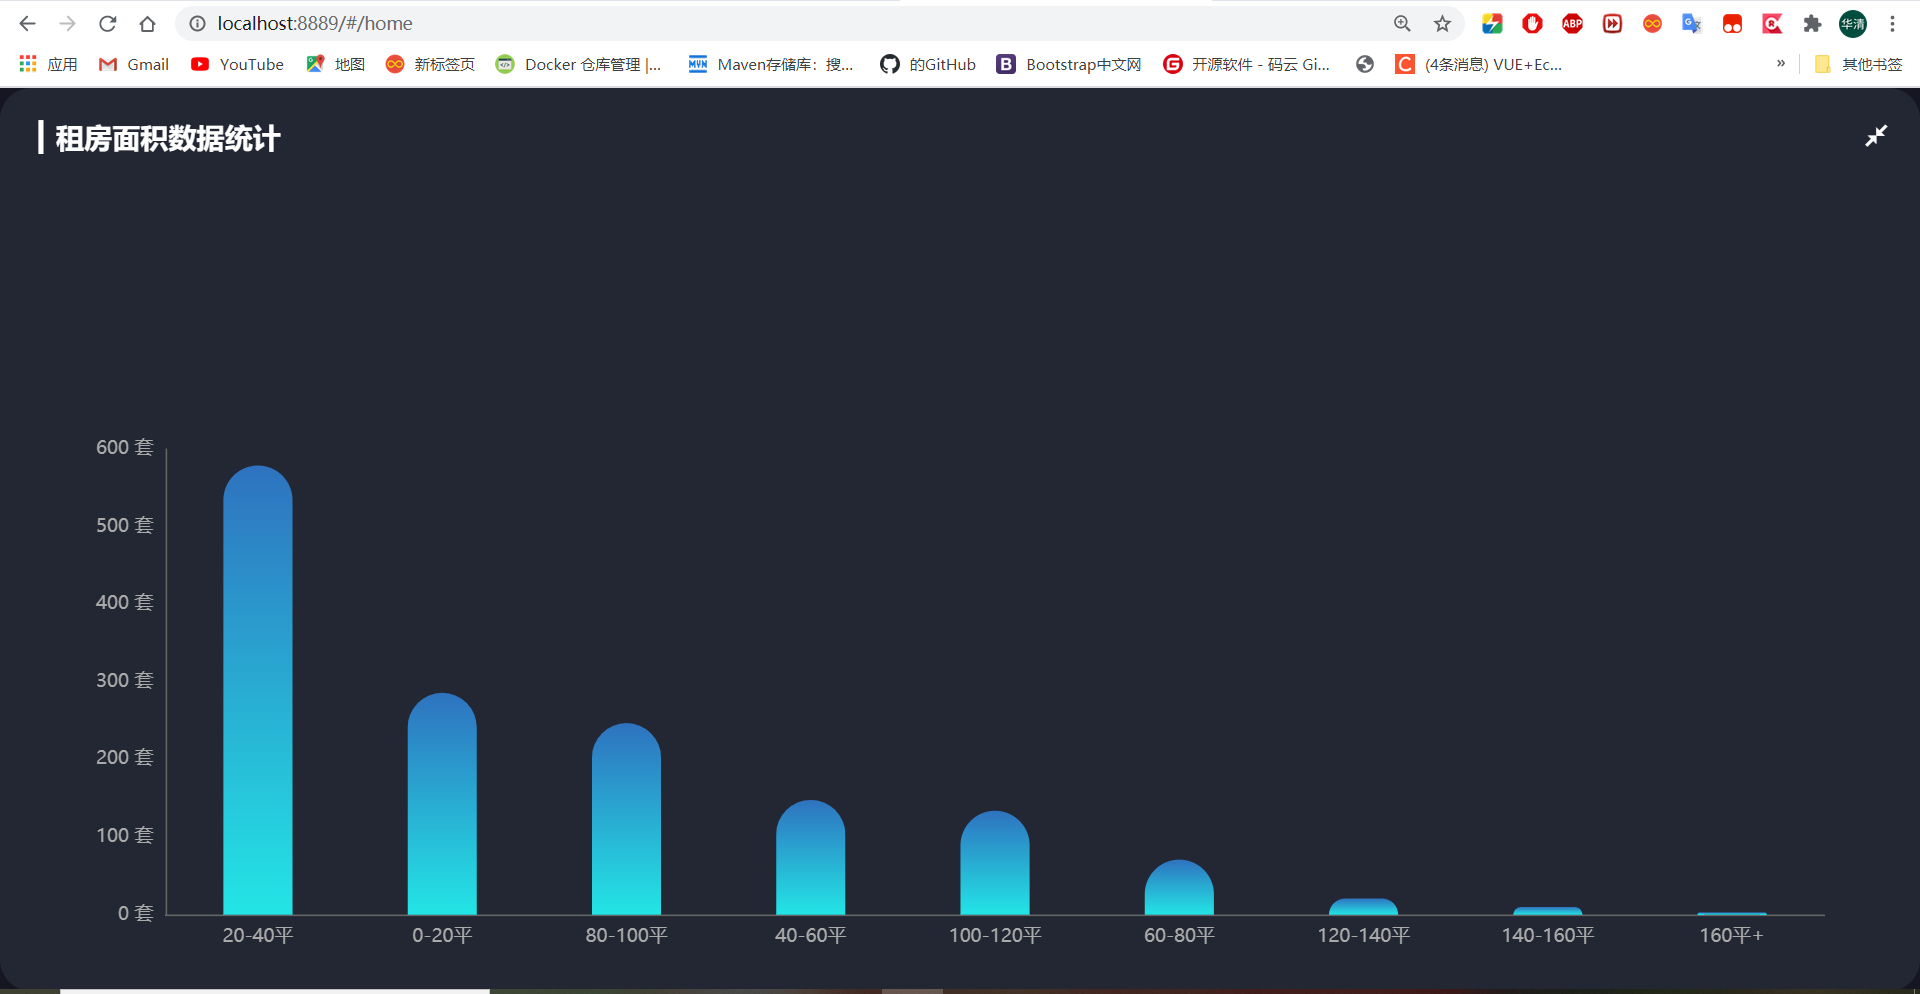 localhost:8889/#/home
ABP
华清
应用 Gmail YouTube 地图 新标签页 Docker 仓库管理 |... MVN Maven存储库：搜... 的GitHub B Bootstrap中文网 G 开源软件 - 码云 Gi... C (4条消息) VUE+Ec... » 其他书签
租房面积数据统计
600 套
500 套
400 套
300 套
200 套
100 套
0 套
20-40平 0-20平 80-100平 40-60平 100-120平 60-80平 120-140平 140-160平 160平+